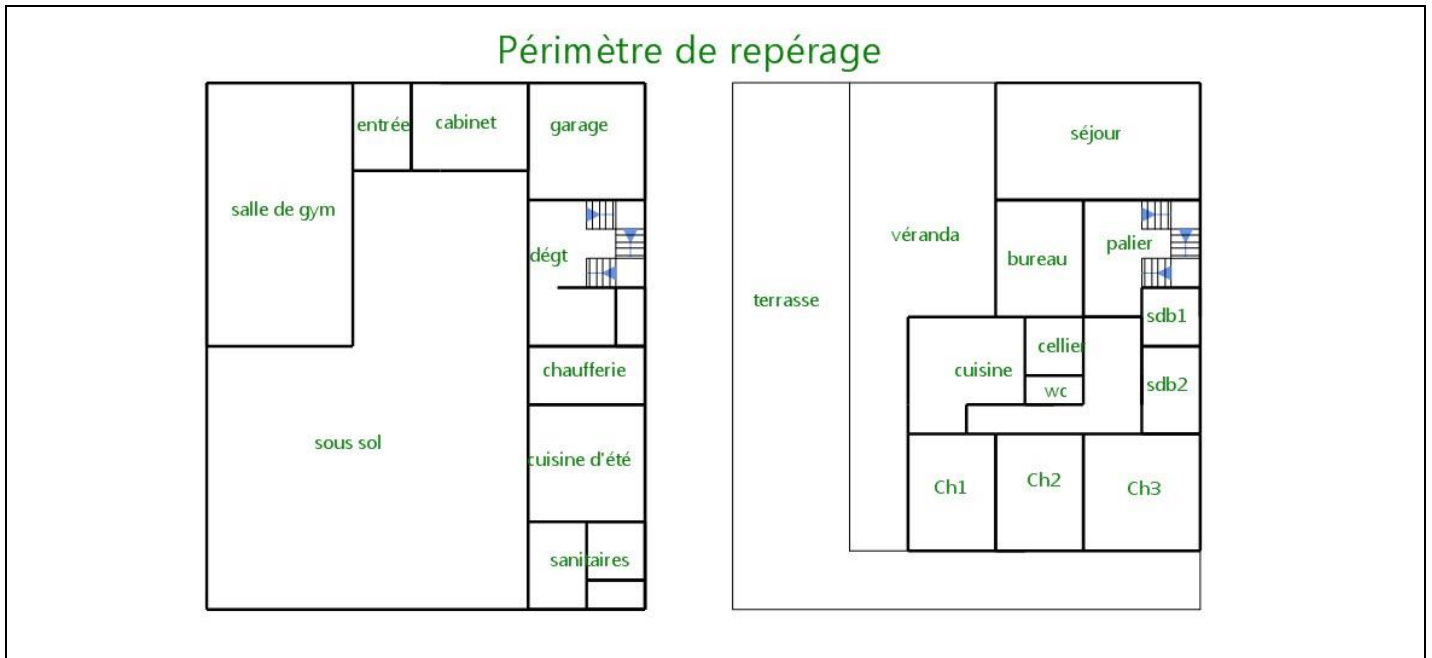 Périmètre de repérage
entrée
cabinet
garage
salle de gym
dégt
chaufferie
sous sol
cuisine d'été
sanitaires
séjour
véranda
bureau
palier
terrasse
sdb1
cellier
cuisine
wc
sdb2
Ch1
Ch2
Ch3